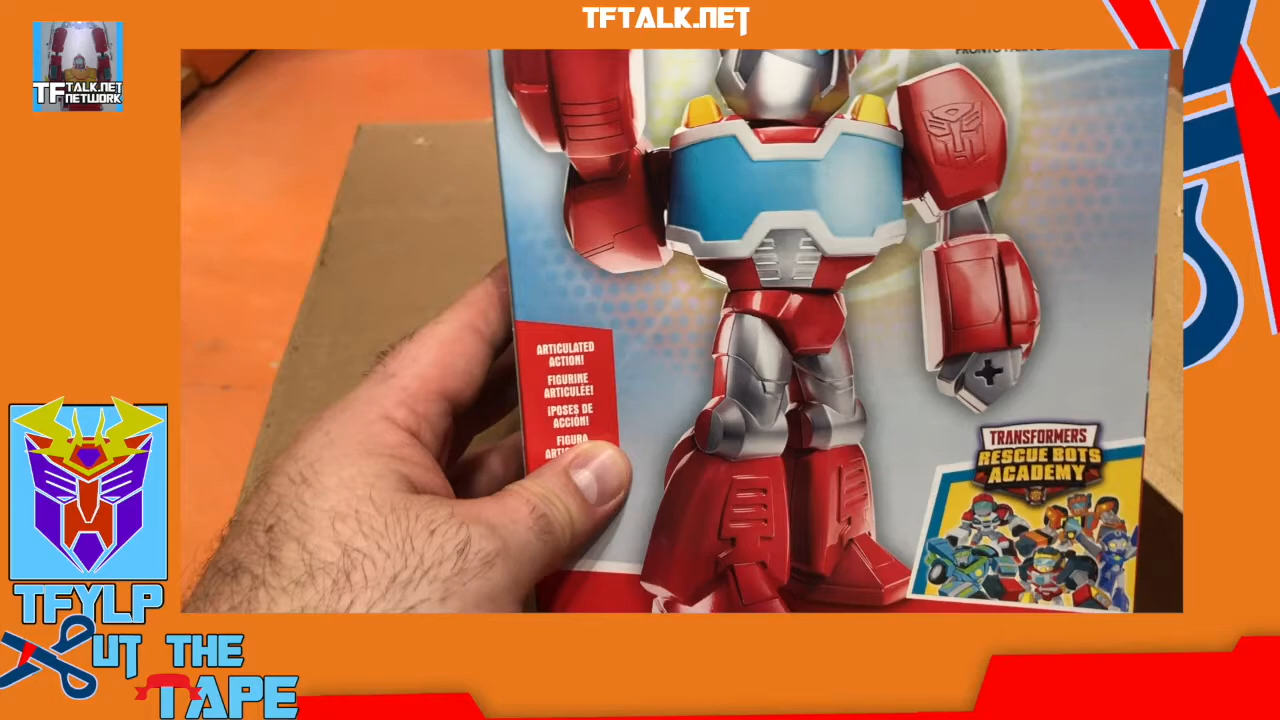 TFTALK.NET
TF TALK.NET
NETWORK
ARTICULATED
ACTION!
FIGURINE
ARTICULÉE!
¡POSES DE
ACCIÓN!
FIGURA
TRANSFORMERS
RESCUE BOTS
ACADEMY
TFYLP
CUT THE
TAPE